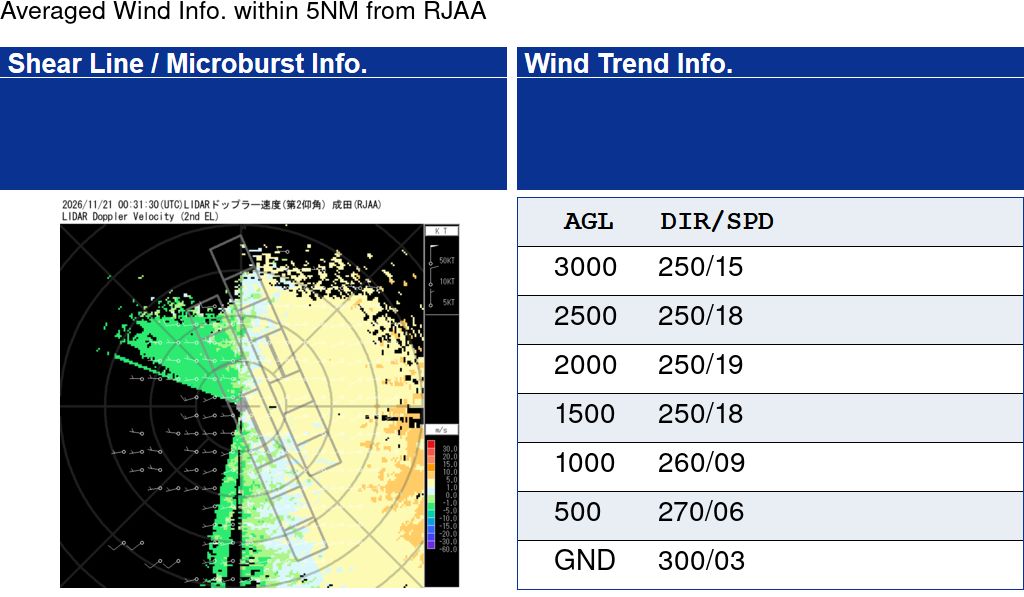 Averaged Wind Info. within 5NM from RJAA
Shear Line / Microburst Info.
Wind Trend Info.
2026/11/21 00:31:30(UTC)LIDARドップラー速度(第2仰角) 成田(RJAA)
LIDAR Doppler Velocity (2nd EL)
K T
50KT
10KT
5KT
m/s
30.0
20.0
15.0
10.0
5.0
1.0
0.0
-1.0
-5.0
-10.0
-15.0
-20.0
-30.0
-60.0
AGL DIR/SPD
3000 250/15
2500 250/18
2000 250/19
1500 250/18
1000 260/09
500 270/06
GND 300/03